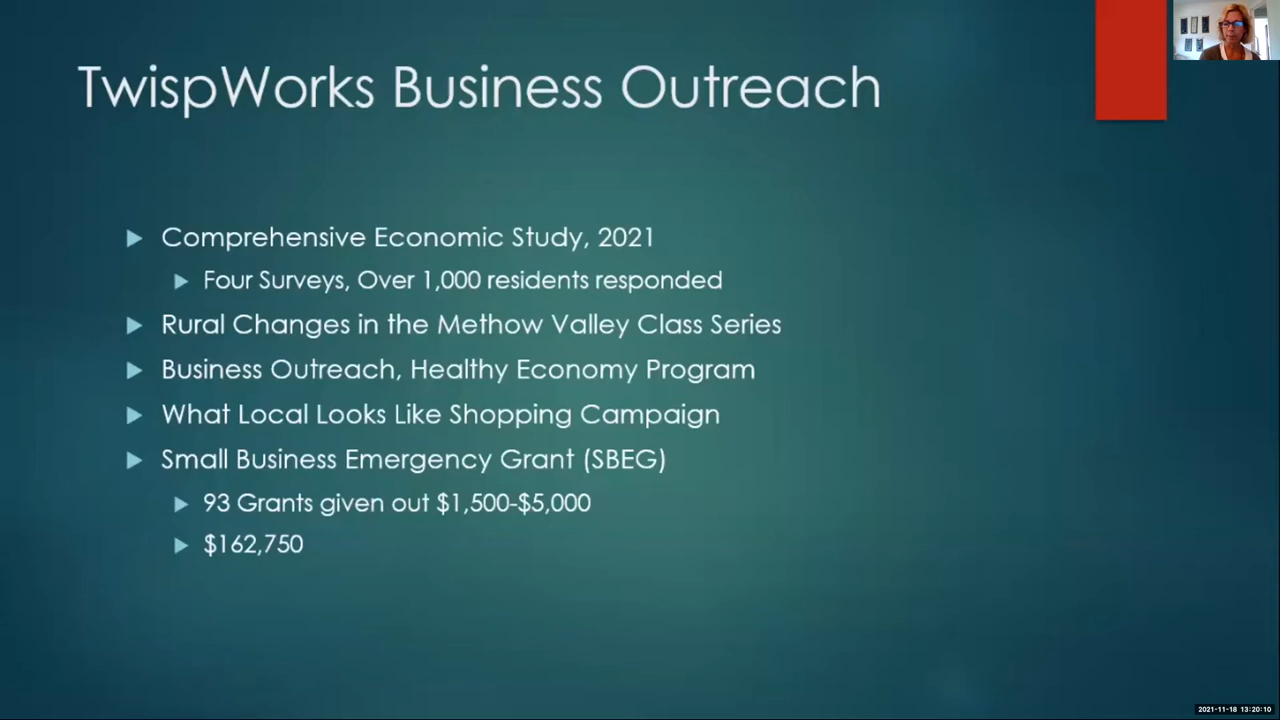 TwispWorks Business Outreach
Comprehensive Economic Study, 2021
Four Surveys, Over 1,000 residents responded
Rural Changes in the Methow Valley Class Series
Business Outreach, Healthy Economy Program
What Local Looks Like Shopping Campaign
Small Business Emergency Grant (SBEG)
93 Grants given out $1,500-$5,000
$162,750
2021-11-18 13:20:10